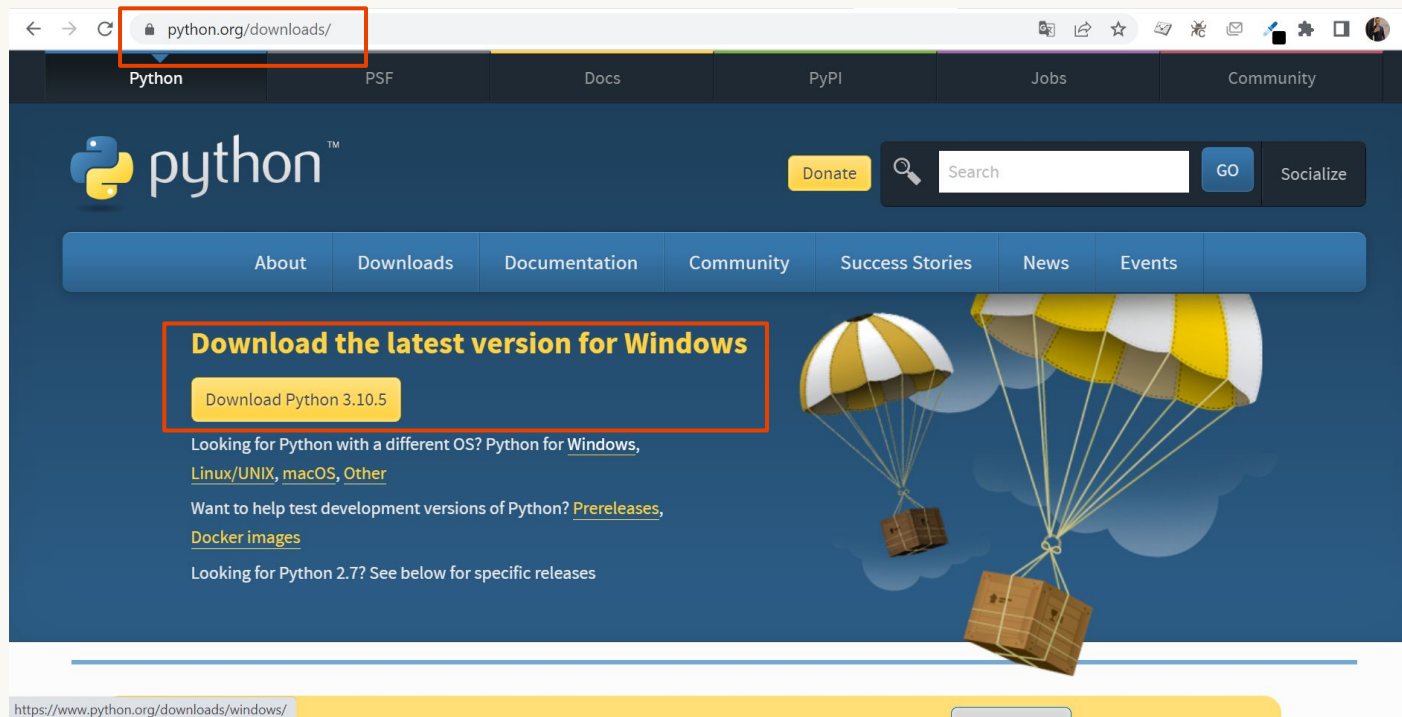 python.org/downloads/
Python PSF Docs PyPI Jobs Community
python™
Donate Search GO Socialize
About Downloads Documentation Community Success Stories News Events
Download the latest version for Windows
Download Python 3.10.5
Looking for Python with a different OS? Python for Windows,
Linux/UNIX, macOS, Other
Want to help test development versions of Python? Prereleases,
Docker images
Looking for Python 2.7? See below for specific releases
https://www.python.org/downloads/windows/